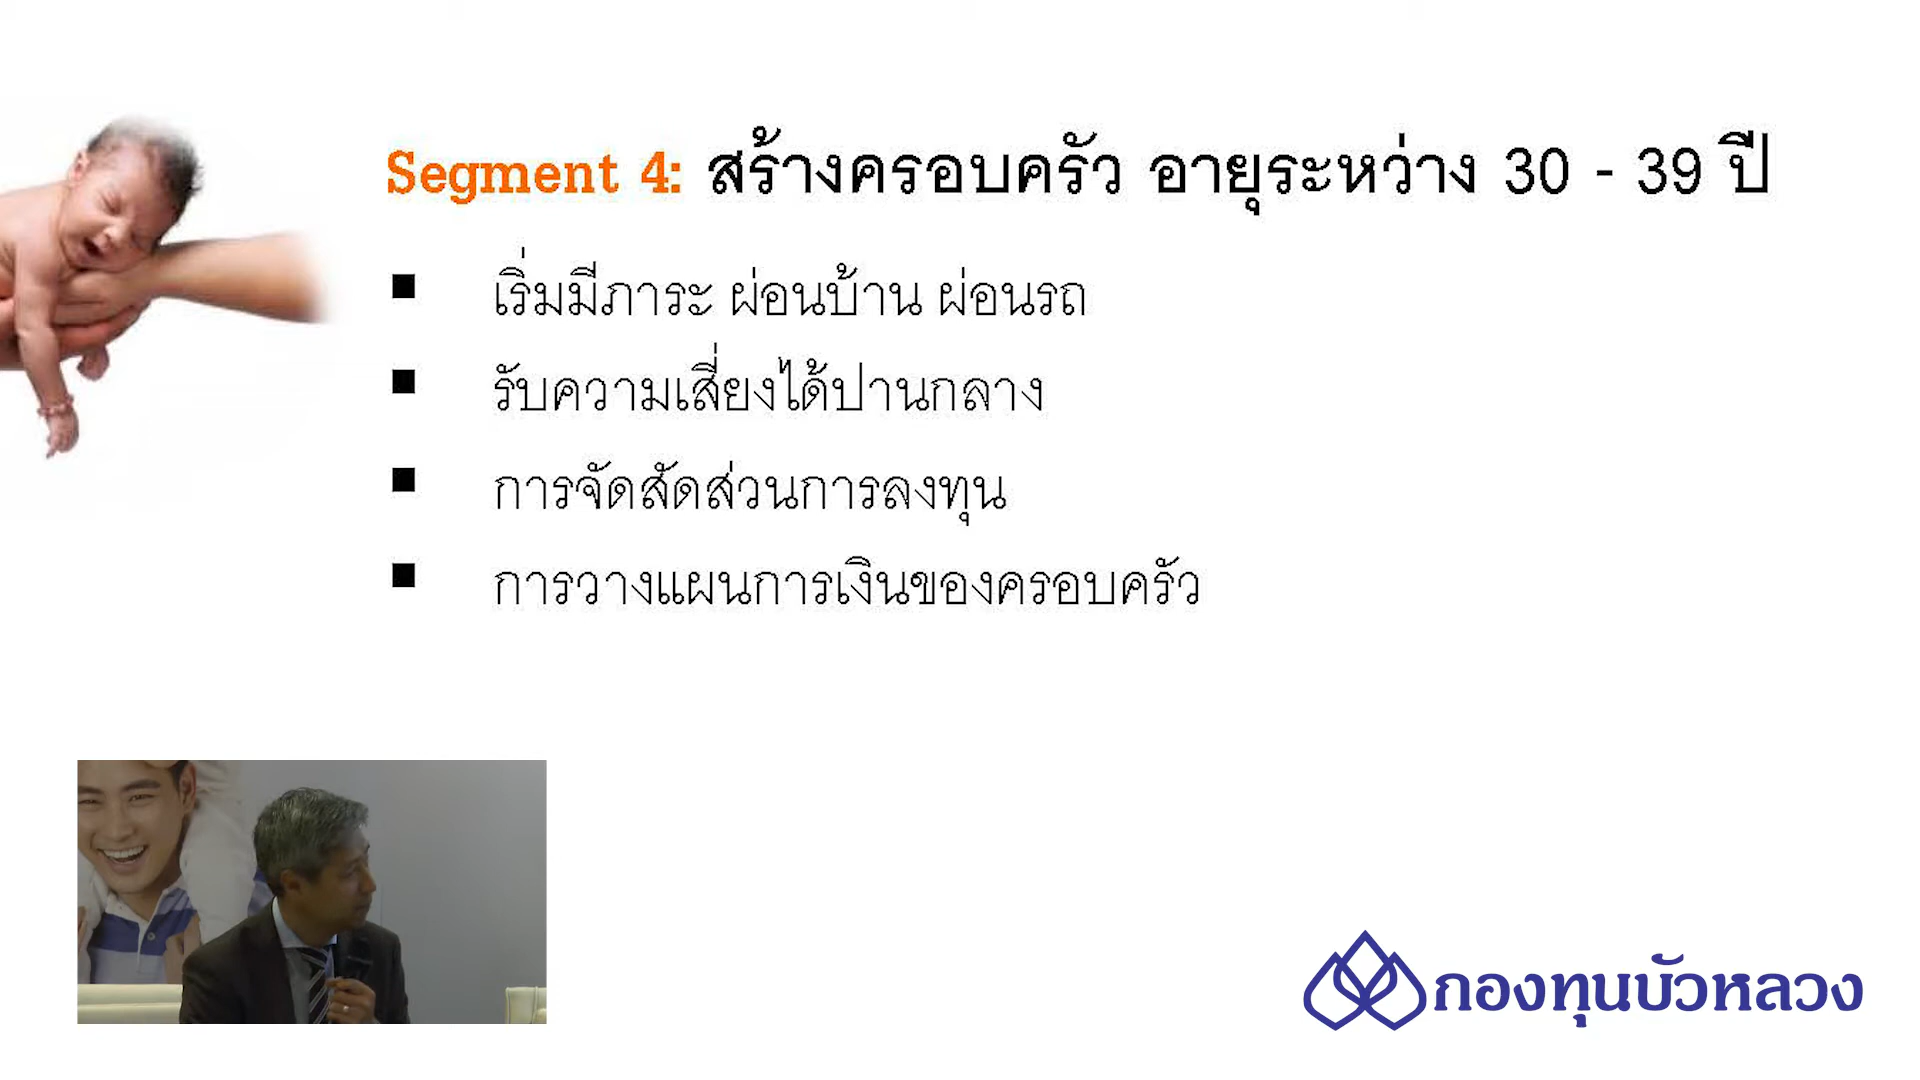 Segment 4: สร้างครอบครัว อายุระหว่าง 30 - 39 ปี
▪ เริ่มมีภาระ ผ่อนบ้าน ผ่อนรถ
▪ รับความเสี่ยงได้ปานกลาง
▪ การจัดสัดส่วนการลงทุน
▪ การวางแผนการเงินของครอบครัว
กองทุนบัวหลวง